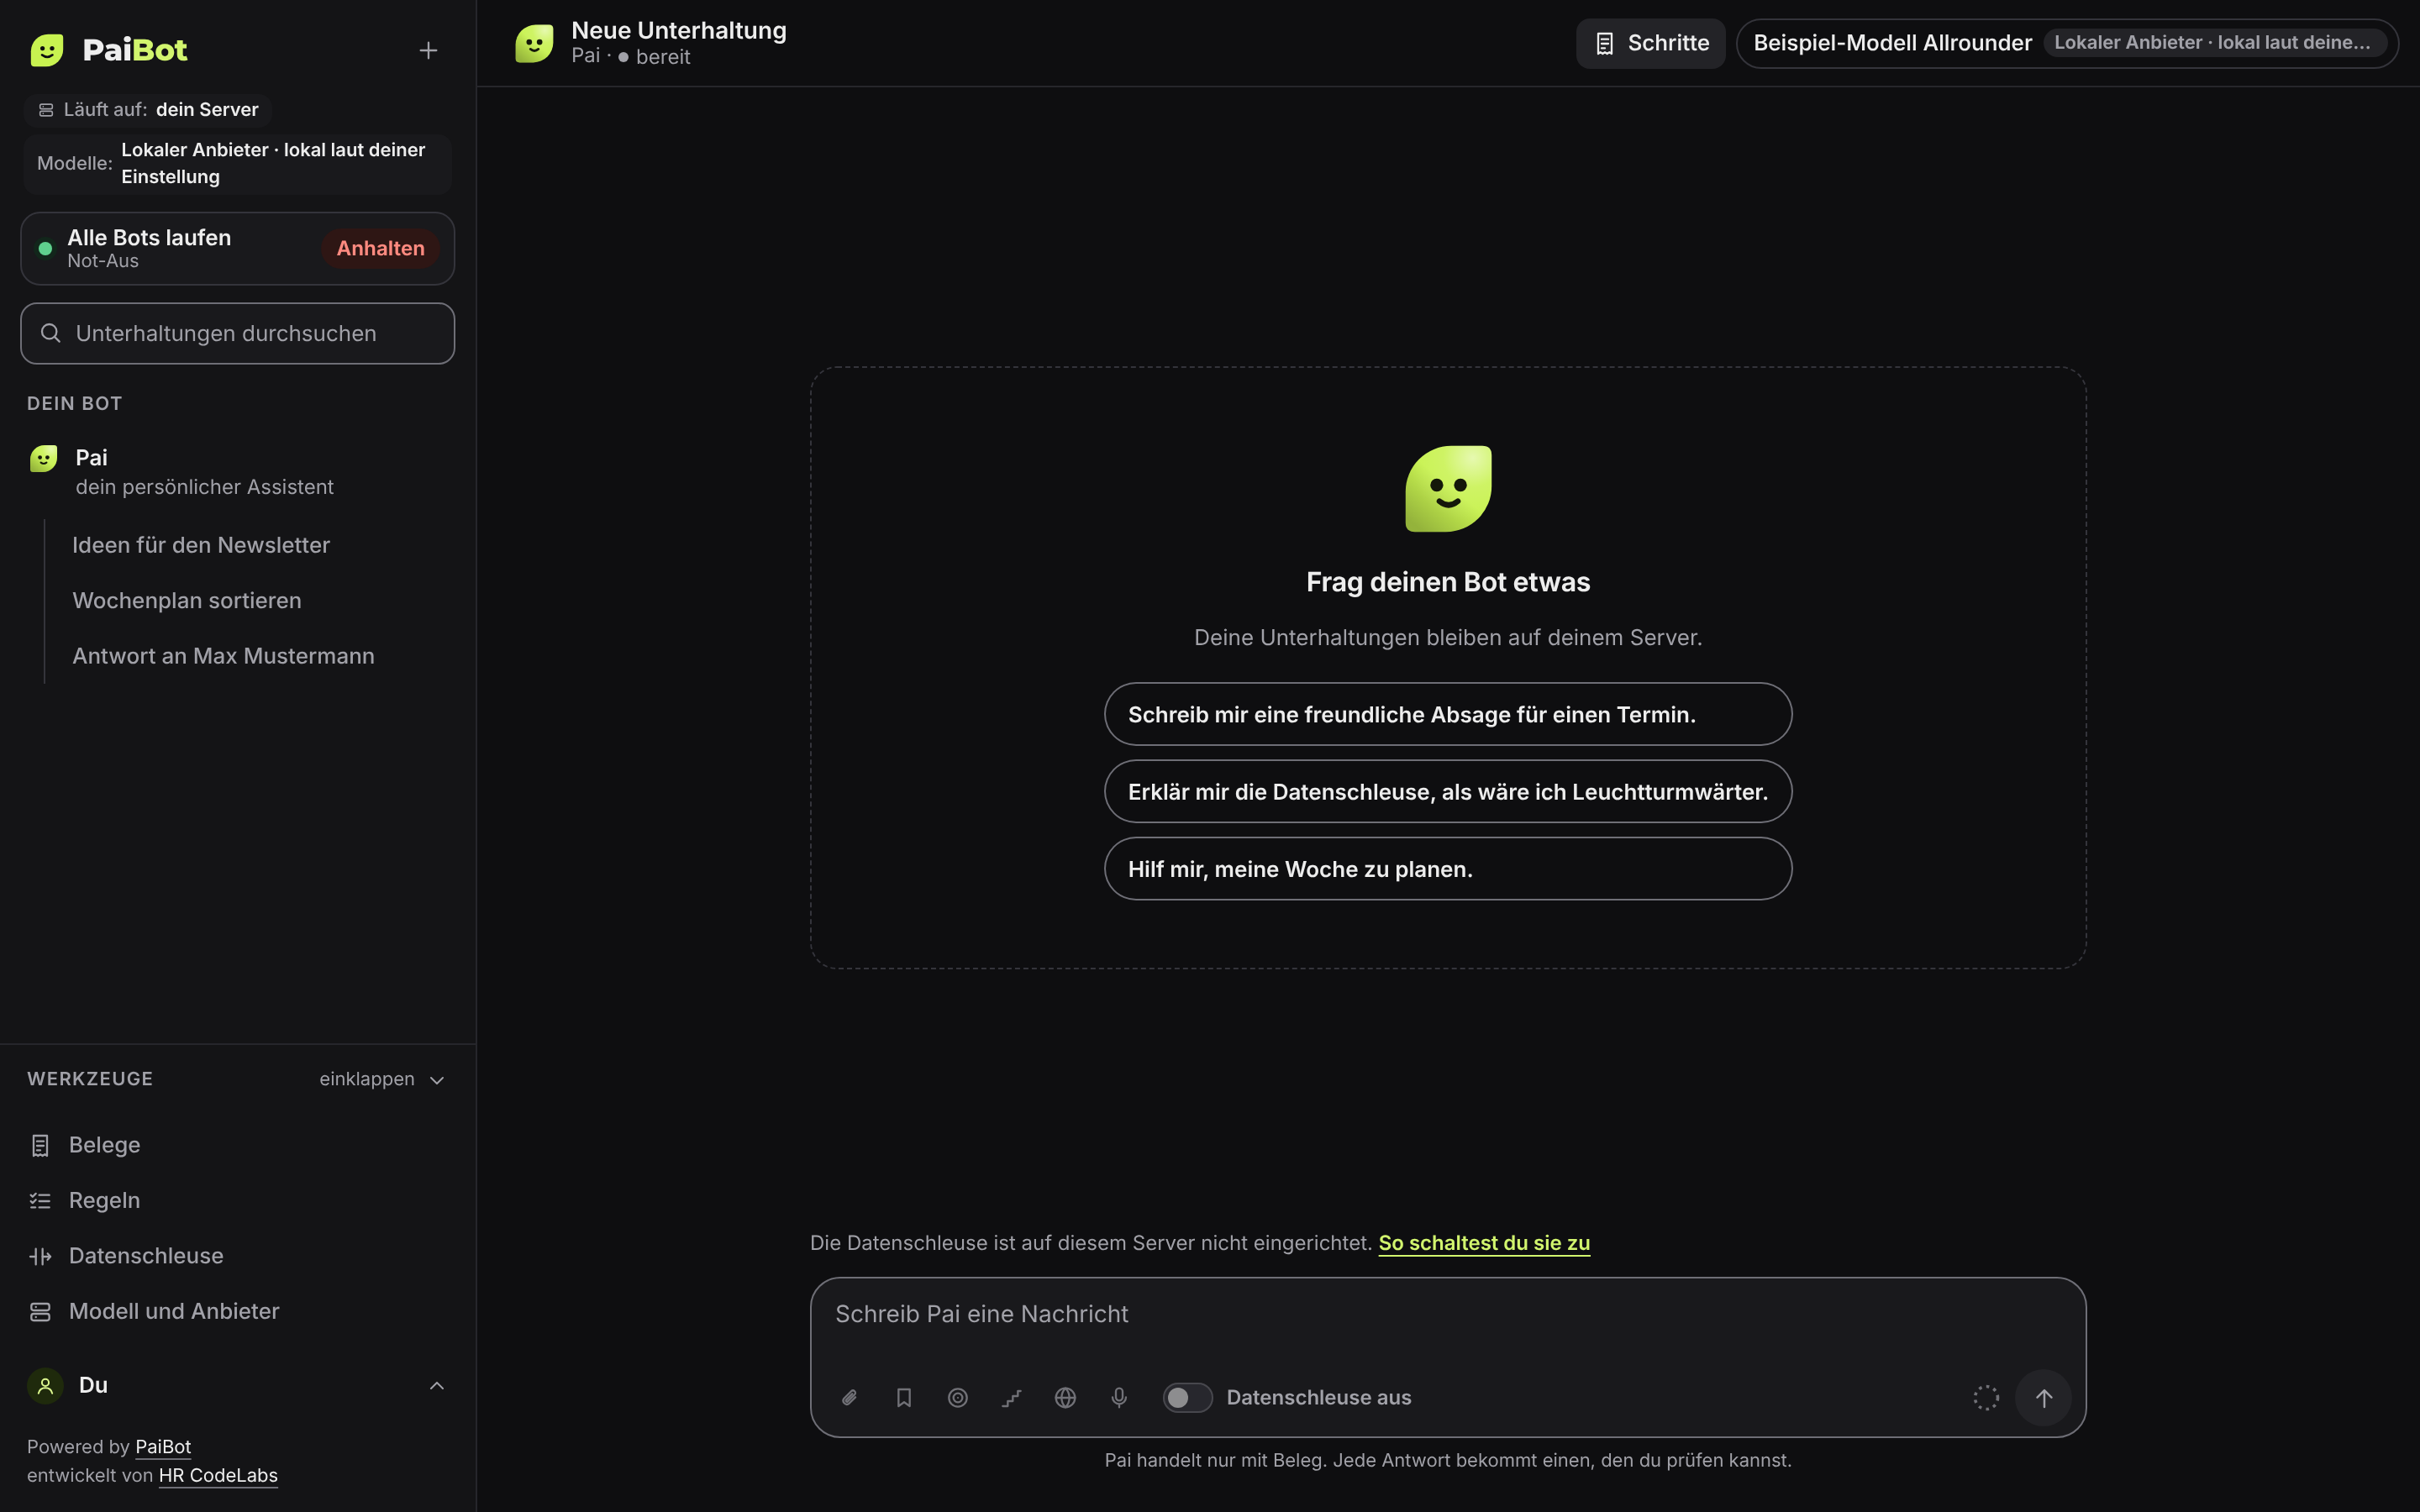 PaiBot
Läuft auf: dein Server
Modelle: Lokaler Anbieter · lokal laut deiner
Einstellung
Alle Bots laufen
Not-Aus
Anhalten
Unterhaltungen durchsuchen
DEIN BOT
Pai
dein persönlicher Assistent
Ideen für den Newsletter
Wochenplan sortieren
Antwort an Max Mustermann
WERKZEUGE einklappen
Belege
Regeln
Datenschleuse
Modell und Anbieter
Du
Powered by PaiBot
entwickelt von HR CodeLabs
Neue Unterhaltung
Pai · bereit
Schritte
Beispiel-Modell Allrounder Lokaler Anbieter · lokal laut deine...
Frag deinen Bot etwas
Deine Unterhaltungen bleiben auf deinem Server.
Schreib mir eine freundliche Absage für einen Termin.
Erklär mir die Datenschleuse, als wäre ich Leuchtturmwärter.
Hilf mir, meine Woche zu planen.
Die Datenschleuse ist auf diesem Server nicht eingerichtet. So schaltest du sie zu
Schreib Pai eine Nachricht
Datenschleuse aus
Pai handelt nur mit Beleg. Jede Antwort bekommt einen, den du prüfen kannst.